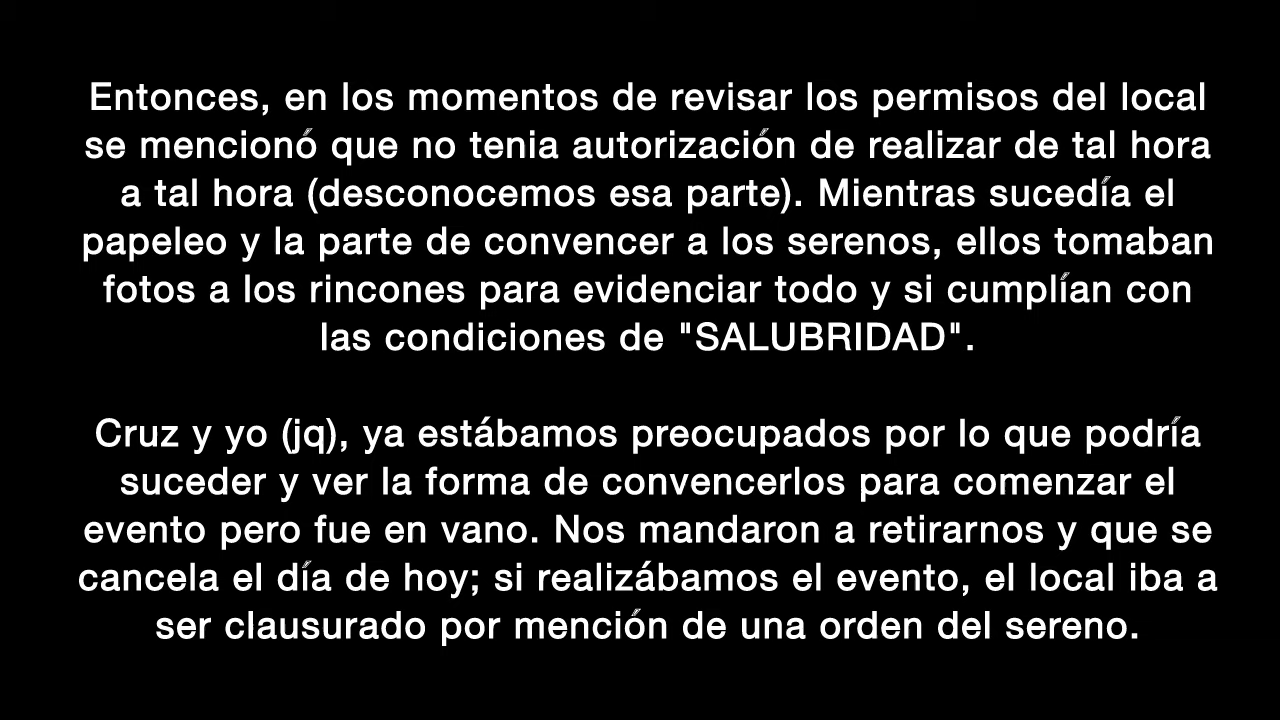 Entonces, en los momentos de revisar los permisos del local
se mencionó que no tenia autorización de realizar de tal hora
a tal hora (desconocemos esa parte). Mientras sucedía el
papeleo y la parte de convencer a los serenos, ellos tomaban
fotos a los rincones para evidenciar todo y si cumplían con
las condiciones de "SALUBRIDAD".
Cruz y yo (jq), ya estábamos preocupados por lo que podría
suceder y ver la forma de convencerlos para comenzar el
evento pero fue en vano. Nos mandaron a retirarnos y que se
cancela el día de hoy; si realizábamos el evento, el local iba a
ser clausurado por mención de una orden del sereno.